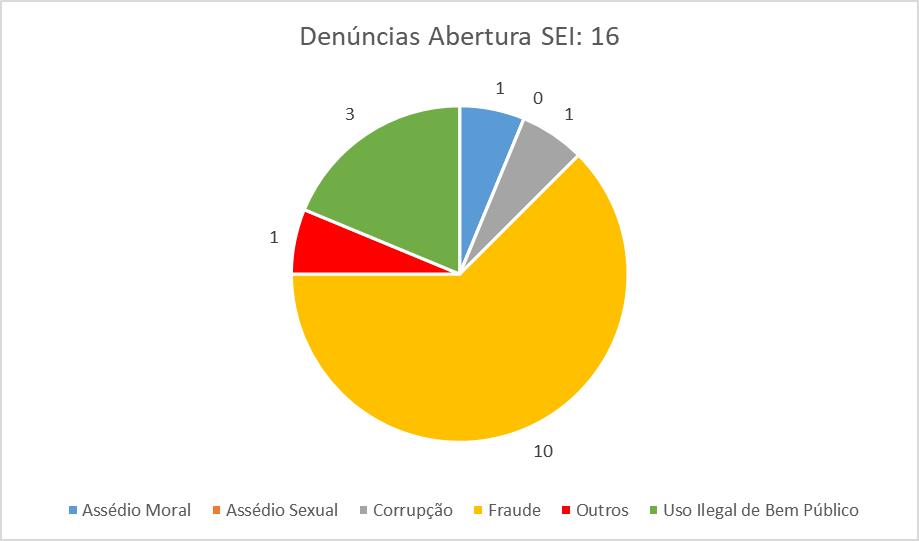 Denúncias Abertura SEI: 16
1
0
1
3
1
10
Assédio Moral
Assédio Sexual
Corrupção
Fraude
Outros
Uso Ilegal de Bem Público